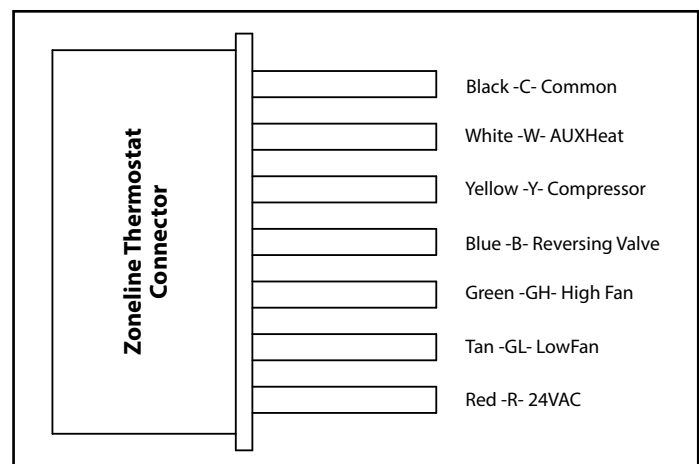 Zoneline Thermostat
Connector
Black -C- Common
White -W- AUXHeat
Yellow -Y- Compressor
Blue -B- Reversing Valve
Green -GH- High Fan
Tan -GL- LowFan
Red -R- 24VAC